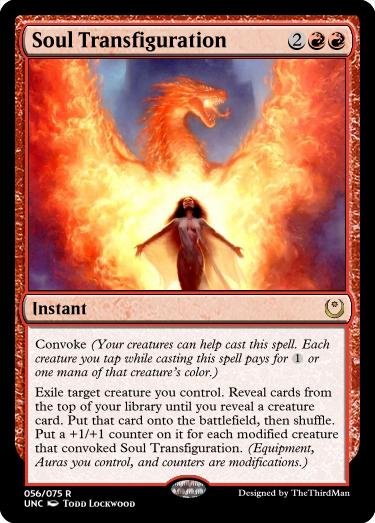 Soul Transfiguration 2
Instant
Convoke (Your creatures can help cast this spell. Each
creature you tap while casting this spell pays for 1 or
one mana of that creature's color.)
Exile target creature you control. Reveal cards from
the top of your library until you reveal a creature
card. Put that card onto the battlefield, then shuffle.
Put a +1/+1 counter on it for each modified creature
that convoked Soul Transfiguration. (Equipment,
Auras you control, and counters are modifications.)
056/075 R
UNC Todd Lockwood
Designed by TheThirdMan